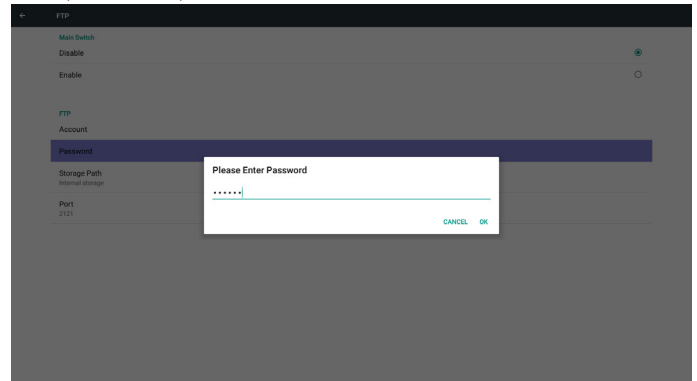 FTP
Main Switch
Disable
Enable
FTP
Account
Password
Storage Path
Internal storage
Port
2121
Please Enter Password
••••••
CANCEL OK